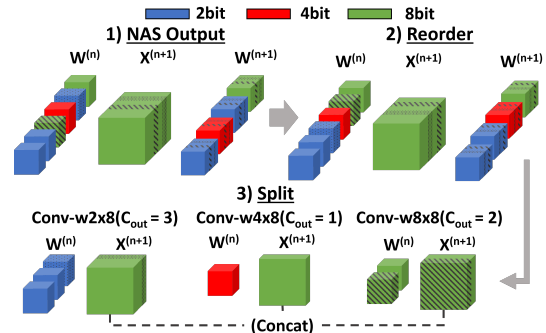 2bit 4bit 8bit
1) NAS Output 2) Reorder
W(n) X(n+1) W(n+1) W(n) X(n+1) W(n+1)
3) Split
Conv-w2x8(Cout = 3) Conv-w4x8(Cout = 1) Conv-w8x8(Cout = 2)
W(n) X(n+1) W(n) X(n+1) W(n) X(n+1)
(Concat)